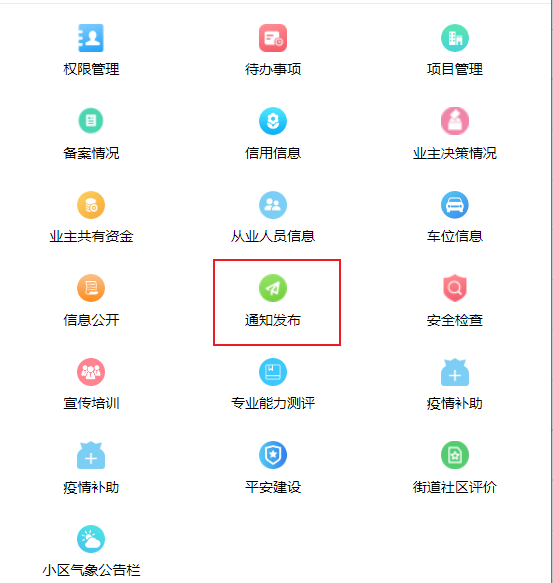 权限管理
待办事项
项目管理
备案情况
信用信息
业主决策情况
业主共有资金
从业人员信息
车位信息
信息公开
通知发布
安全检查
宣传培训
专业能力测评
疫情补助
疫情补助
平安建设
街道社区评价
小区气象公告栏